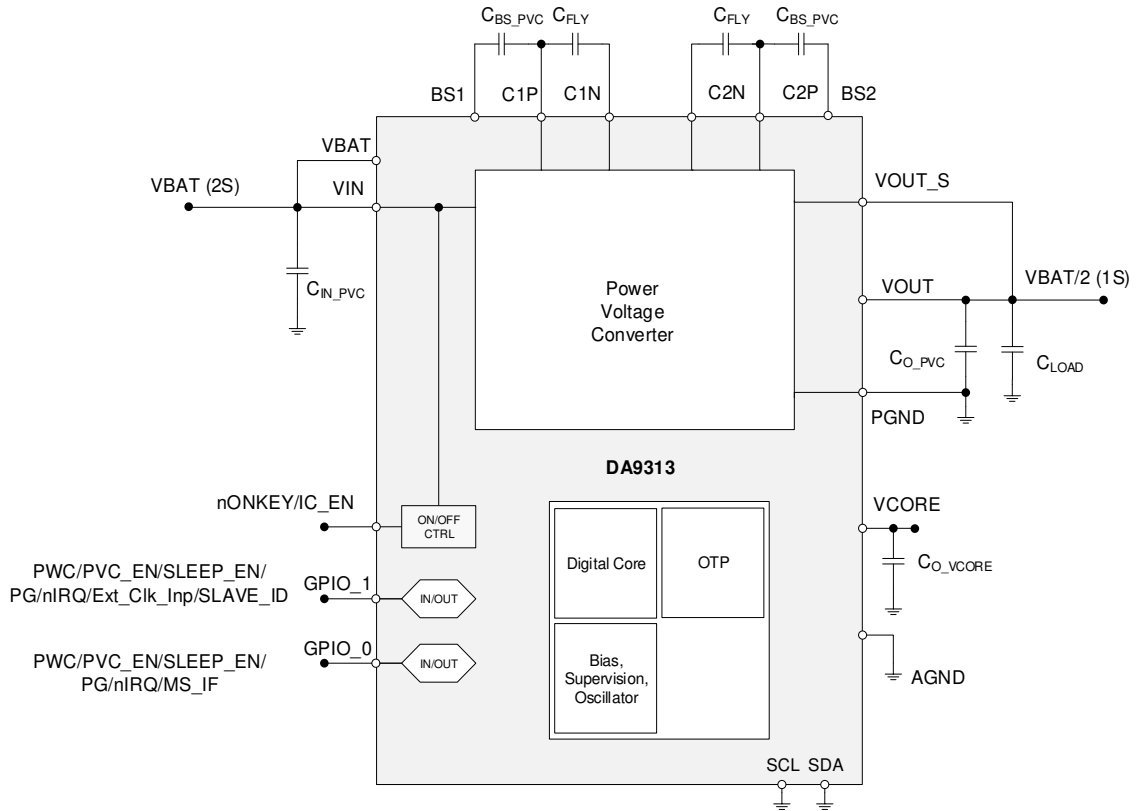 C_BS_PVC C_FLY C_FLY C_BS_PVC
BS1 C1P C1N C2N C2P BS2
VBAT
VBAT (2S) VIN
C_IN_PVC
Power
Voltage
Converter
VOUT_S
VOUT VBAT/2 (1S)
C_O_PVC C_LOAD
PGND
DA9313
nONKEY/IC_EN
ON/OFF
CTRL
VCORE
C_O_VCORE
Digital Core OTP
PWC/PVC_EN/SLEEP_EN/
PG/nIRQ/Ext_Clk_Inp/SLAVE_ID
GPIO_1
IN/OUT
PWC/PVC_EN/SLEEP_EN/
PG/nIRQ/MS_IF
GPIO_0
IN/OUT
Bias,
Supervision,
Oscillator
AGND
SCL SDA